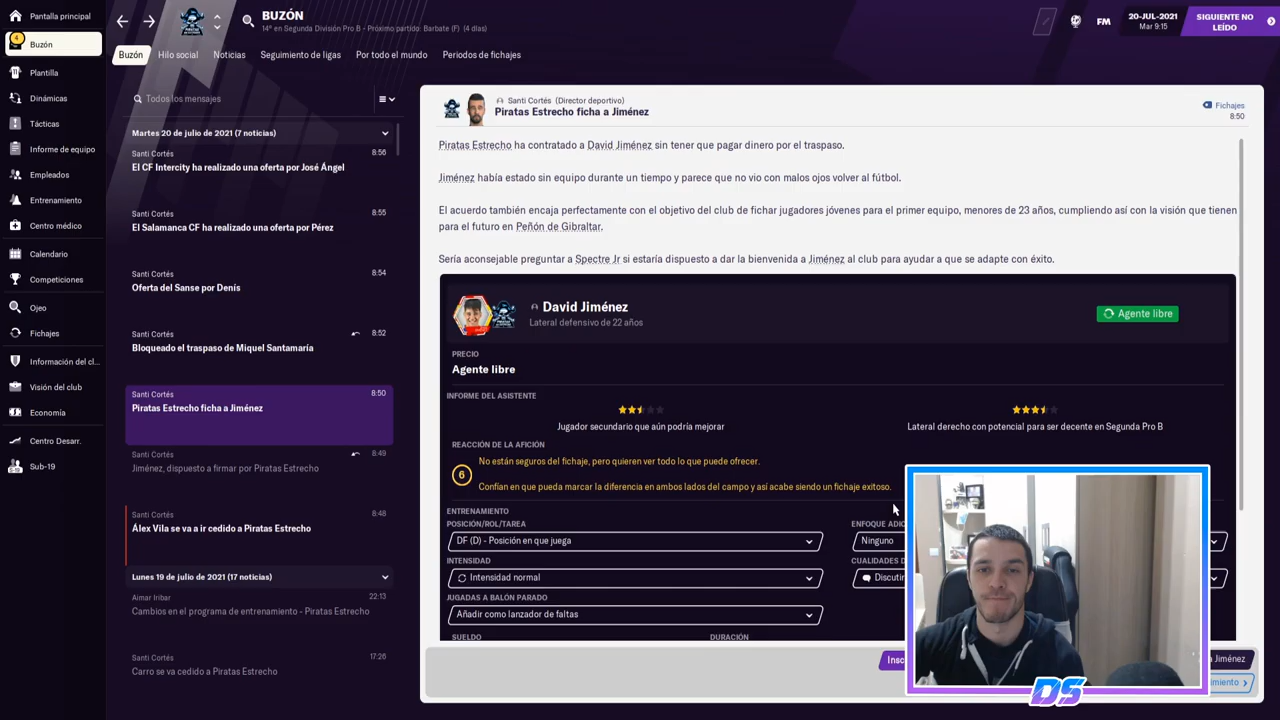 Pantalla principal
4
Buzón
Plantilla
Dinámicas
Tácticas
Informe de equipo
Empleados
Entrenamiento
Centro médico
Calendario
Competiciones
Ojeo
Fichajes
Información del cl...
Visión del club
Economía
Centro Desarr.
Sub-19
BUZÓN
14º en Segunda División Pro B - Próximo partido: Barbate (F) (4 días)
FM
20-JUL-2021
Mar 9:15
SIGUIENTE NO
LEÍDO
Buzón
Hilo social
Noticias
Seguimiento de ligas
Por todo el mundo
Periodos de fichajes
Todos los mensajes
Martes 20 de julio de 2021 (7 noticias)
Santi Cortés 8:56
El CF Intercity ha realizado una oferta por José Ángel
Santi Cortés 8:55
El Salamanca CF ha realizado una oferta por Pérez
Santi Cortés 8:54
Oferta del Sanse por Denís
Santi Cortés 8:52
Bloqueado el traspaso de Miquel Santamaría
Santi Cortés 8:50
Piratas Estrecho ficha a Jiménez
Santi Cortés 8:49
Jiménez, dispuesto a firmar por Piratas Estrecho
Santi Cortés 8:48
Álex Vila se va a ir cedido a Piratas Estrecho
Lunes 19 de julio de 2021 (17 noticias)
Aimar Iribar 22:13
Cambios en el programa de entrenamiento - Piratas Estrecho
Santi Cortés 17:26
Carro se va cedido a Piratas Estrecho
Santi Cortés (Director deportivo)
Piratas Estrecho ficha a Jiménez
Fichajes
8:50
Piratas Estrecho ha contratado a David Jiménez sin tener que pagar dinero por el traspaso.
Jiménez había estado sin equipo durante un tiempo y parece que no vio con malos ojos volver al fútbol.
El acuerdo también encaja perfectamente con el objetivo del club de fichar jugadores jóvenes para el primer equipo, menores de 23 años, cumpliendo así con la visión que tienen
para el futuro en Peñón de Gibraltar.
Sería aconsejable preguntar a Spectre Jr si estaría dispuesto a dar la bienvenida a Jiménez al club para ayudar a que se adapte con éxito.
David Jiménez
Lateral defensivo de 22 años
Agente libre
PRECIO
Agente libre
INFORME DEL ASISTENTE
Jugador secundario que aún podría mejorar
Lateral derecho con potencial para ser decente en Segunda Pro B
REACCIÓN DE LA AFICIÓN
6
No están seguros del fichaje, pero quieren ver todo lo que puede ofrecer.
Confían en que pueda marcar la diferencia en ambos lados del campo y así acabe siendo un fichaje exitoso.
ENTRENAMIENTO
POSICIÓN/ROL/TAREA
DF (D) - Posición en que juega
ENFOQUE ADIC
Ninguno
INTENSIDAD
Intensidad normal
CUALIDADES D
Discutir
JUGADAS A BALÓN PARADO
Añadir como lanzador de faltas
SUELDO
DURACIÓN
Insc
a Jiménez
imiento
DS